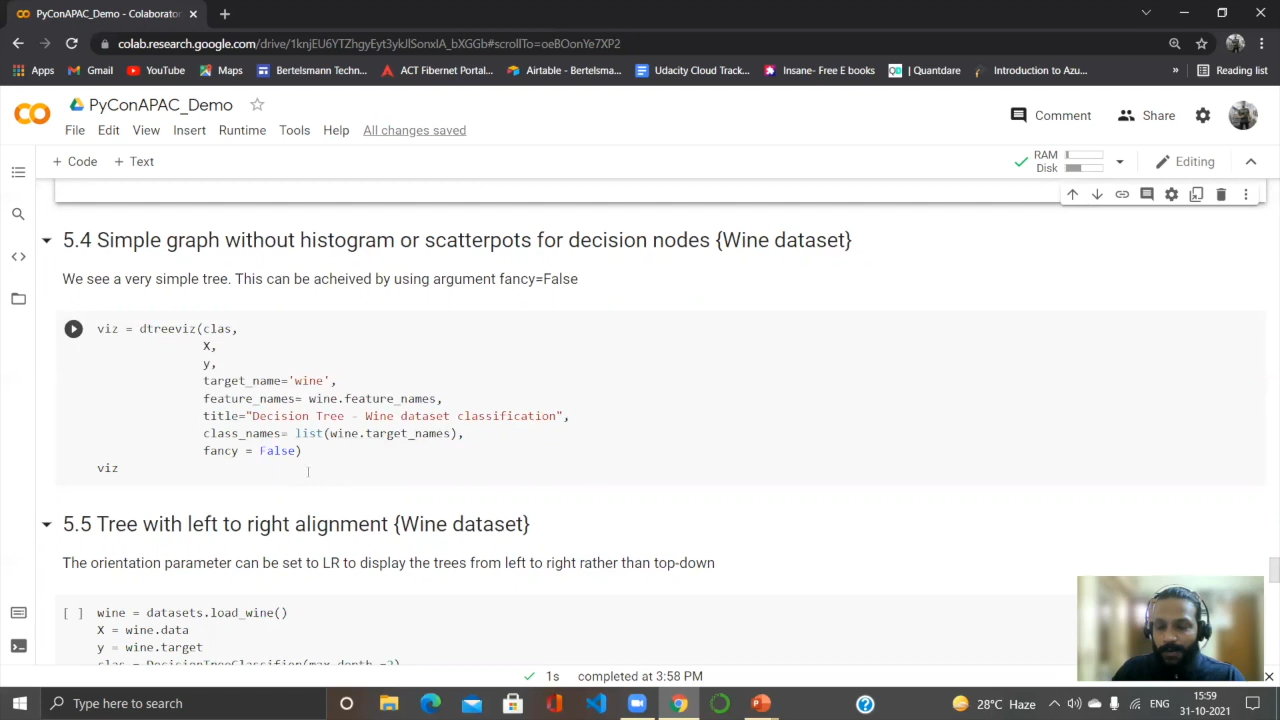 PyConAPAC_Demo - Colaborator
colab.research.google.com/drive/1knjEU6YTZhgyEyt3ykJlSonxIA_bXGGb#scrollTo=oeBOonYe7XP2
Apps Gmail YouTube Maps Bertelsmann Techn... ACT Fibernet Portal... Airtable - Bertelsma... Udacity Cloud Track... Insane- Free E books QD | Quantdare Introduction to Azu... » Reading list
PyConAPAC_Demo
Comment Share
File Edit View Insert Runtime Tools Help All changes saved
+ Code + Text
RAM
Disk
Editing
5.4 Simple graph without histogram or scatterpots for decision nodes {Wine dataset}
We see a very simple tree. This can be acheived by using argument fancy=False
viz = dtreeviz(clas,
X,
y,
target_name='wine',
feature_names= wine.feature_names,
title="Decision Tree - Wine dataset classification",
class_names= list(wine.target_names),
fancy = False)
viz
5.5 Tree with left to right alignment {Wine dataset}
The orientation parameter can be set to LR to display the trees from left to right rather than top-down
[ ] wine = datasets.load_wine()
X = wine.data
y = wine.target
clas = DecisionTreeClassifier(max_depth =2)
1s completed at 3:58 PM
Type here to search
28°C Haze
ENG
15:59
31-10-2021